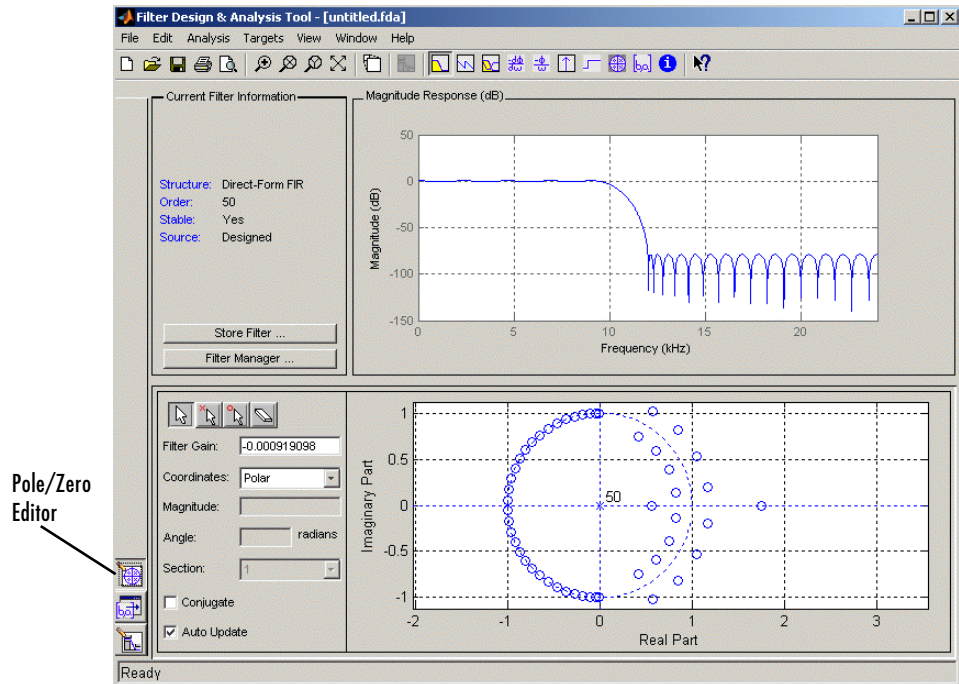 Filter Design & Analysis Tool - [untitled.fda]
File Edit Analysis Targets View Window Help
Current Filter Information
Structure: Direct-Form FIR
Order: 50
Stable: Yes
Source: Designed
Store Filter ...
Filter Manager ...
Magnitude Response (dB)
50
0
-50
-100
-150
Magnitude (dB)
0 5 10 15 20
Frequency (kHz)
Filter Gain: -0.000919098
Coordinates: Polar
Magnitude:
Angle: radians
Section: 1
Conjugate
Auto Update
1
0.5
0
-0.5
-1
Imaginary Part
50
-2 -1 0 1 2 3
Real Part
Pole/Zero
Editor
Ready